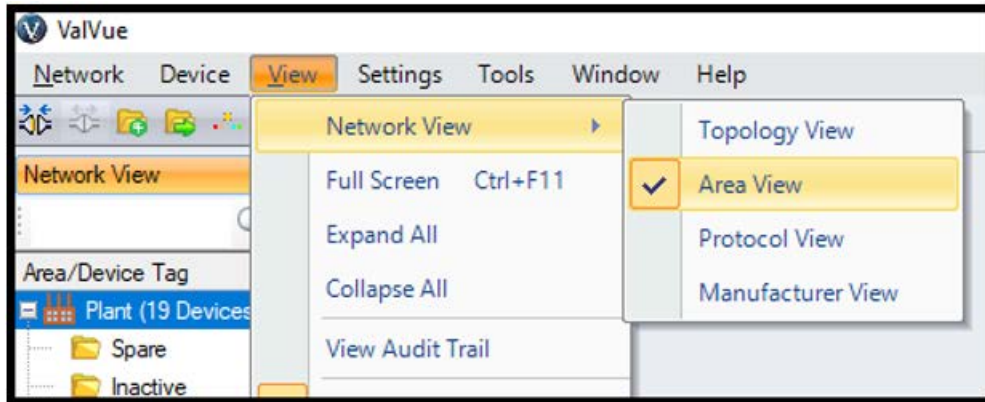 ValVue
Network Device View Settings Tools Window Help
Network View
Topology View
Network View
Full Screen Ctrl+F11
Area View
Expand All
Protocol View
Area/Device Tag
Collapse All
Manufacturer View
Plant (19 Devices
Spare
View Audit Trail
Inactive